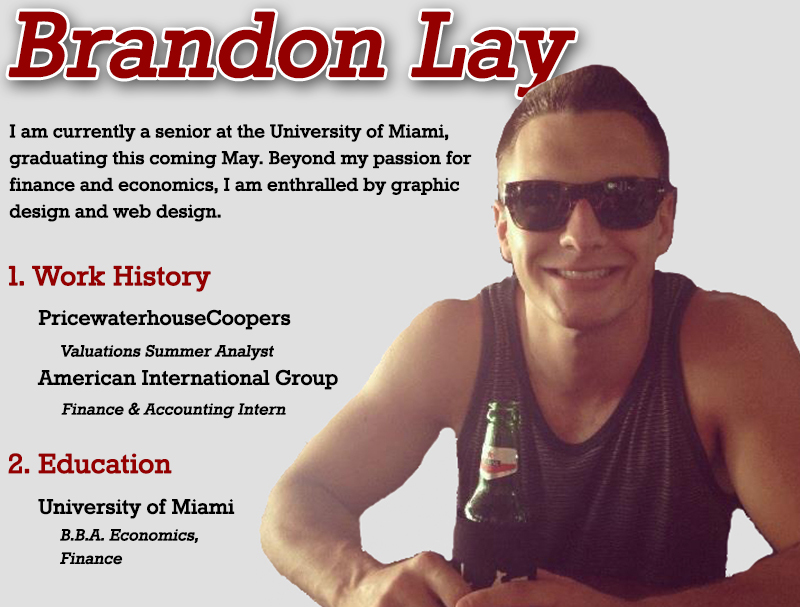 Brandon Lay
I am currently a senior at the University of Miami,
graduating this coming May. Beyond my passion for
finance and economics, I am enthralled by graphic
design and web design.
1. Work History
PricewaterhouseCoopers
Valuations Summer Analyst
American International Group
Finance & Accounting Intern
2. Education
University of Miami
B.B.A. Economics,
Finance